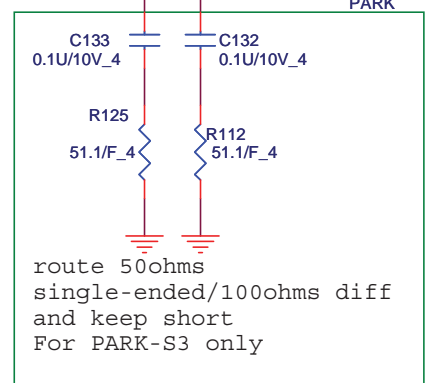 PARK
C133 C132
0.1U/10V_4 0.1U/10V_4
R125
R112
51.1/F_4 51.1/F_4
route 50ohms
single-ended/100ohms diff
and keep short
For PARK-S3 only